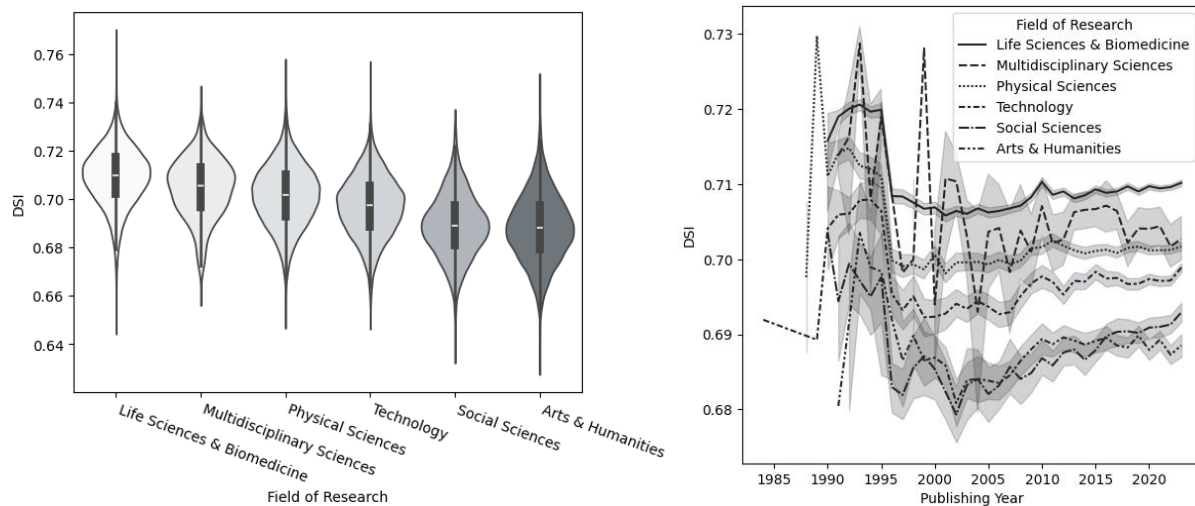 DSI
0.76
0.74
0.72
0.70
0.68
0.66
0.64
Life Sciences & Biomedicine
Multidisciplinary Sciences
Physical Sciences
Technology
Social Sciences
Arts & Humanities
Field of Research
DSI
0.73
0.72
0.71
0.70
0.69
0.68
Field of Research
Life Sciences & Biomedicine
Multidisciplinary Sciences
Physical Sciences
Technology
Social Sciences
Arts & Humanities
1985 1990 1995 2000 2005 2010 2015 2020
Publishing Year